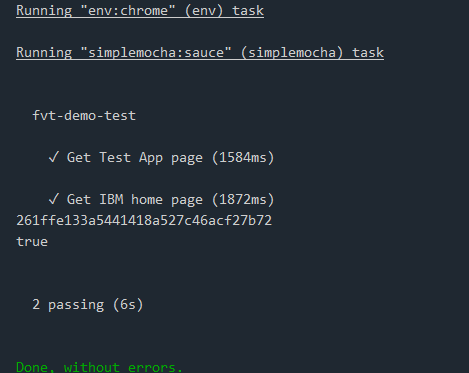 Running "env:chrome" (env) task
Running "simplemocha:sauce" (simplemocha) task
fvt-demo-test
✓ Get Test App page (1584ms)
✓ Get IBM home page (1872ms)
261ffe133a5441418a527c46acf27b72
true
2 passing (6s)
Done, without errors.